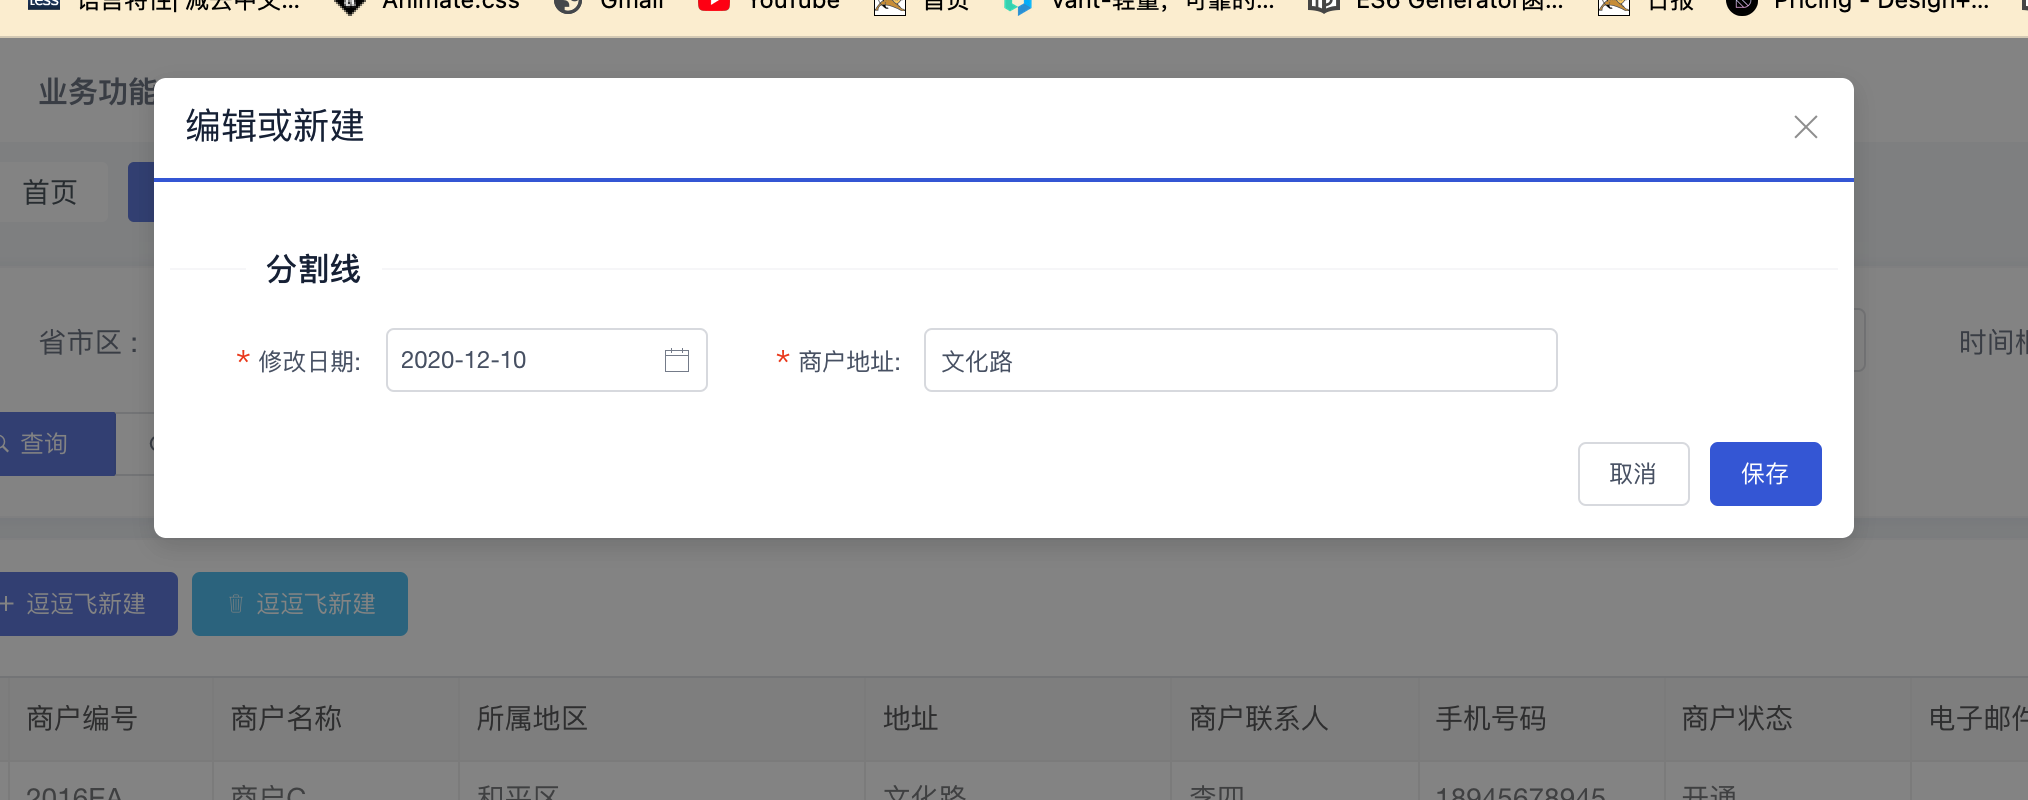 less 语言特性| 减去中文... Animate.css Gmail YouTube 首页 Vant-轻量，可靠的... ES6 Generator函... 日报 Pricing - Design+...
业务功能
编辑或新建
首页
分割线
省市区：
* 修改日期: 2020-12-10 * 商户地址: 文化路
查询
取消 保存
+ 逗逗飞新建 逗逗飞新建
商户编号 商户名称 所属地区 地址 商户联系人 手机号码 商户状态 电子邮件
2016EA 商户C 和平区 文化路 李四 18945678945 开通